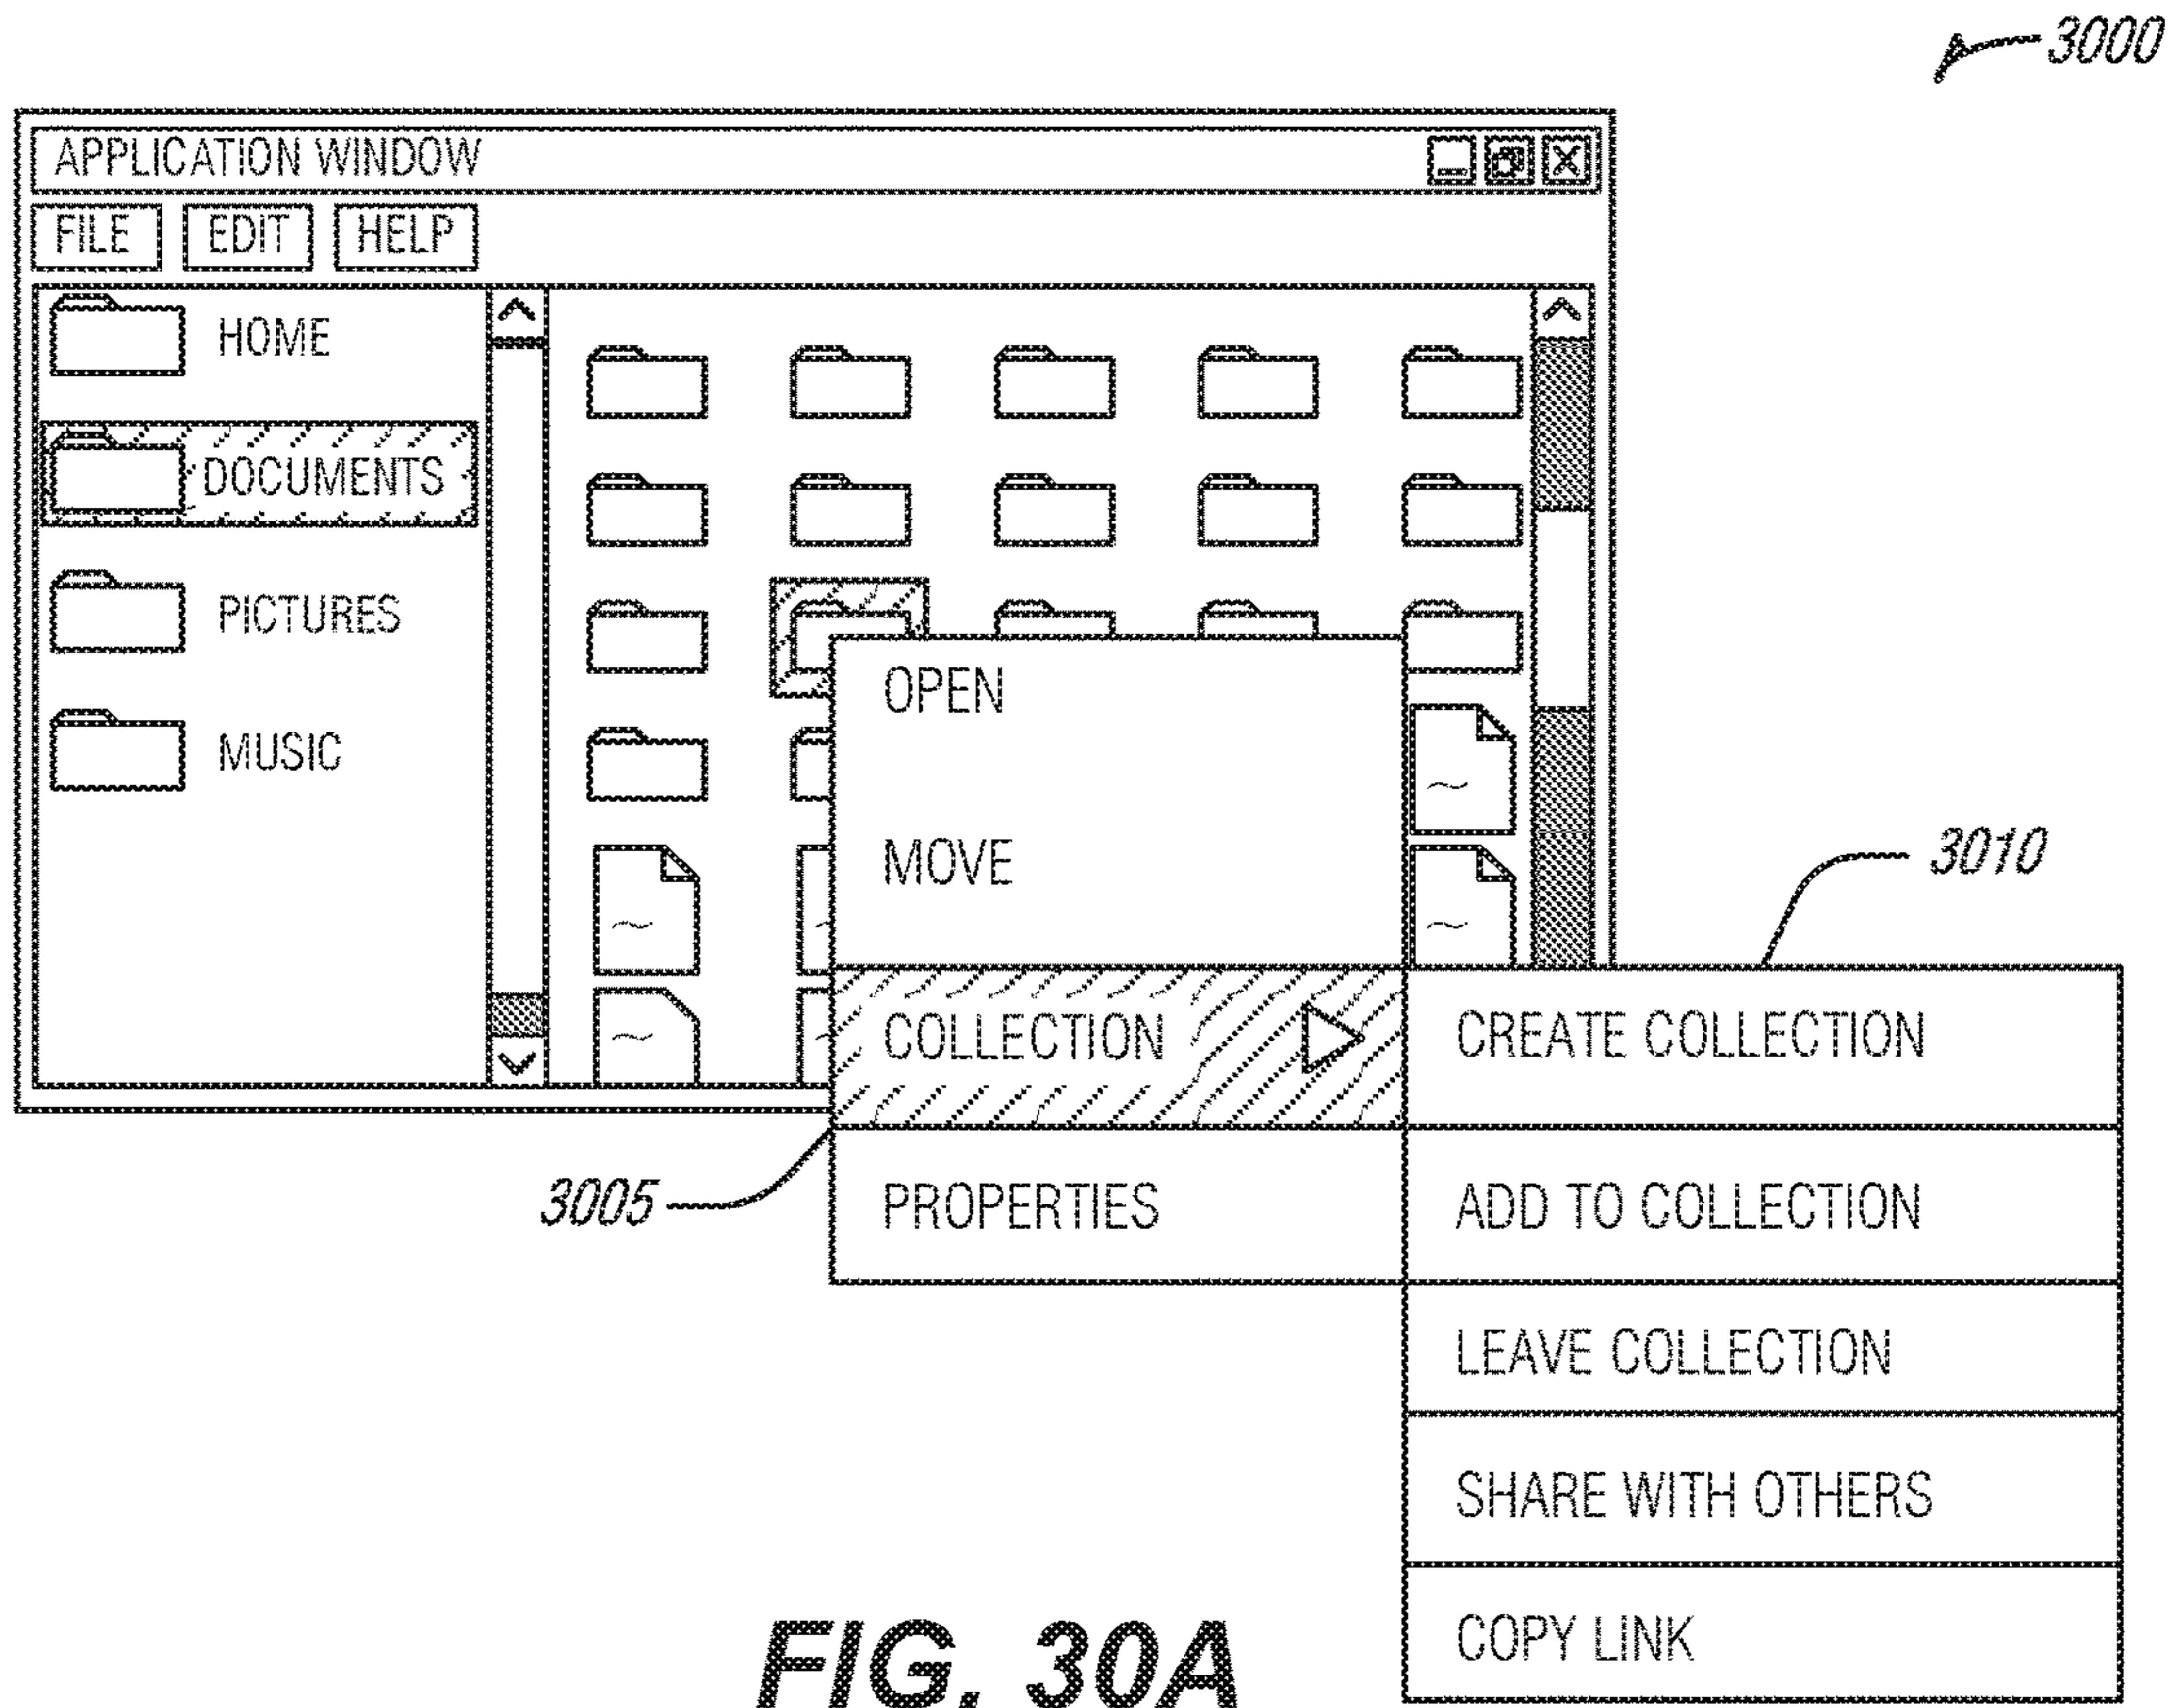 3000
APPLICATION WINDOW
FILE EDIT HELP
HOME
DOCUMENTS
PICTURES
MUSIC
OPEN
MOVE
3010
COLLECTION
CREATE COLLECTION
3005
PROPERTIES
ADD TO COLLECTION
LEAVE COLLECTION
SHARE WITH OTHERS
COPY LINK
FIG. 30A